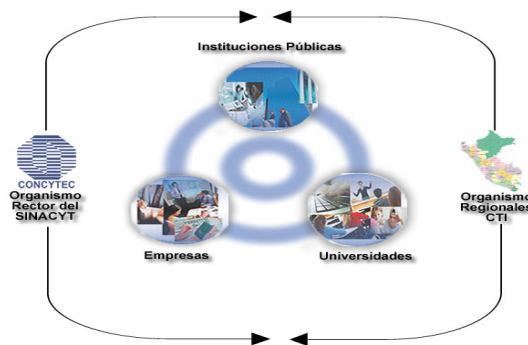 Instituciones Públicas
CONCYTEC
Organismo
Rector del
SINACYT
Organismo
Regionales
CTI
Empresas
Universidades